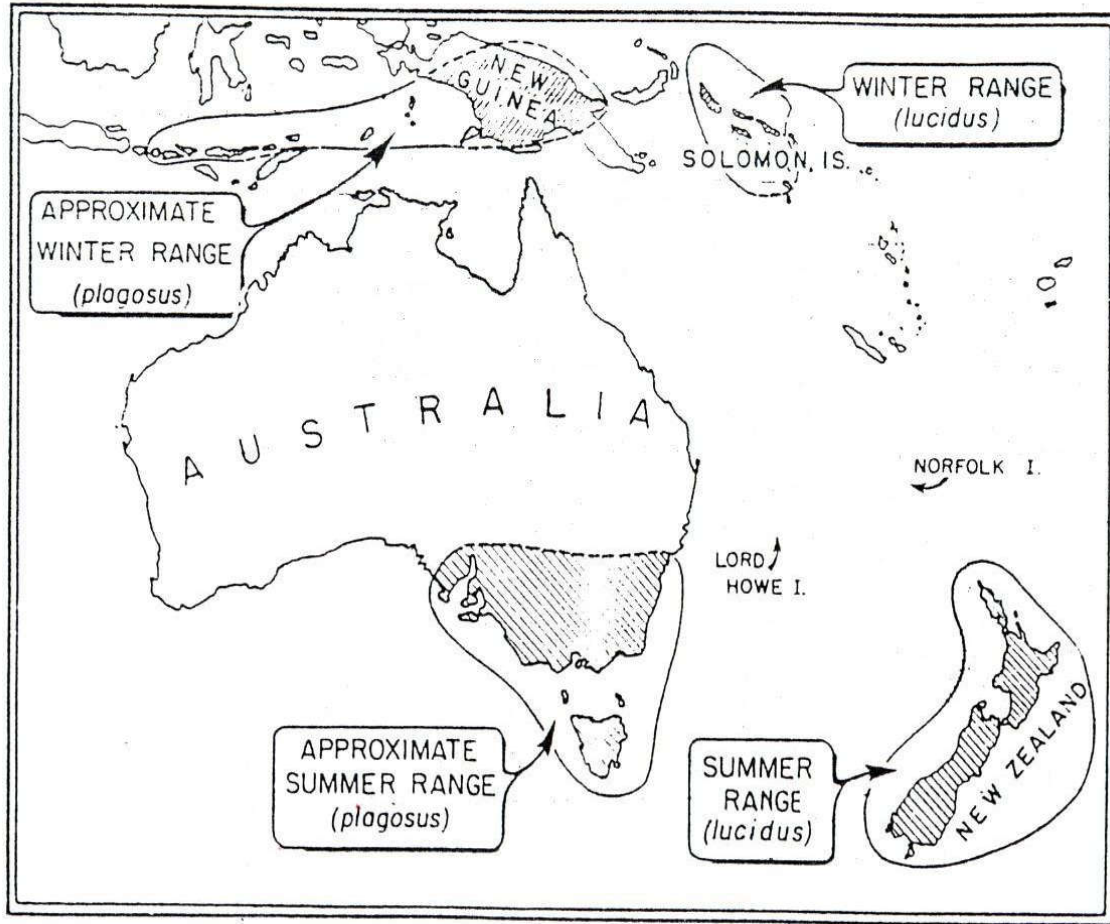 NEW
GUINEA
WINTER RANGE
(lucidus)
SOLOMON IS.
APPROXIMATE
WINTER RANGE
(plagosus)
AUSTRALIA
NORFOLK I.
LORD
HOWE I.
APPROXIMATE
SUMMER RANGE
(plagosus)
SUMMER
RANGE
(lucidus)
NEW ZEALAND